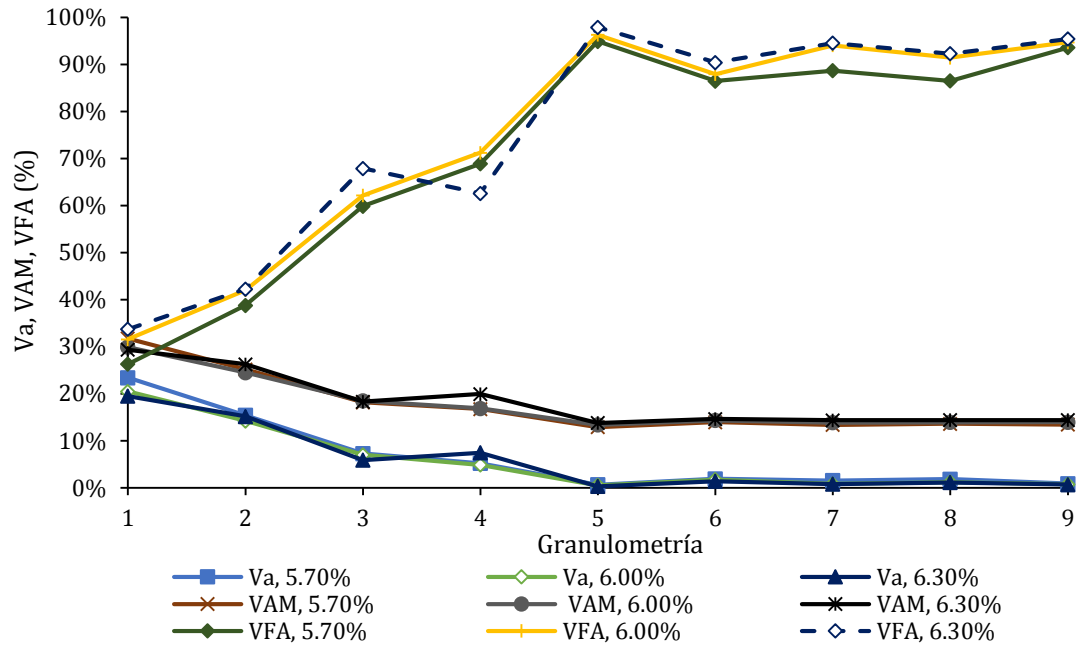 Va, VAM, VFA (%)
100%
90%
80%
70%
60%
50%
40%
30%
20%
10%
0%
1 2 3 4 5 6 7 8 9
Granulometría
Va, 5.70% Va, 6.00% Va, 6.30%
VAM, 5.70% VAM, 6.00% VAM, 6.30%
VFA, 5.70% VFA, 6.00% VFA, 6.30%